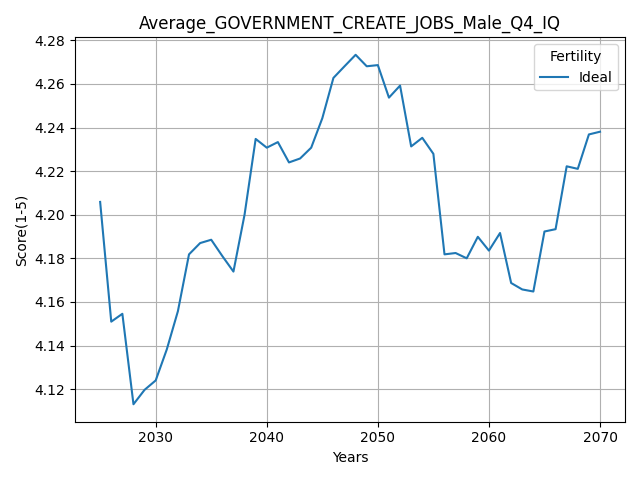 Average_GOVERNMENT_CREATE_JOBS_Male_Q4_IQ
Fertility
Ideal
Score(1-5)
4.28
4.26
4.24
4.22
4.20
4.18
4.16
4.14
4.12
2030
2040
2050
2060
2070
Years